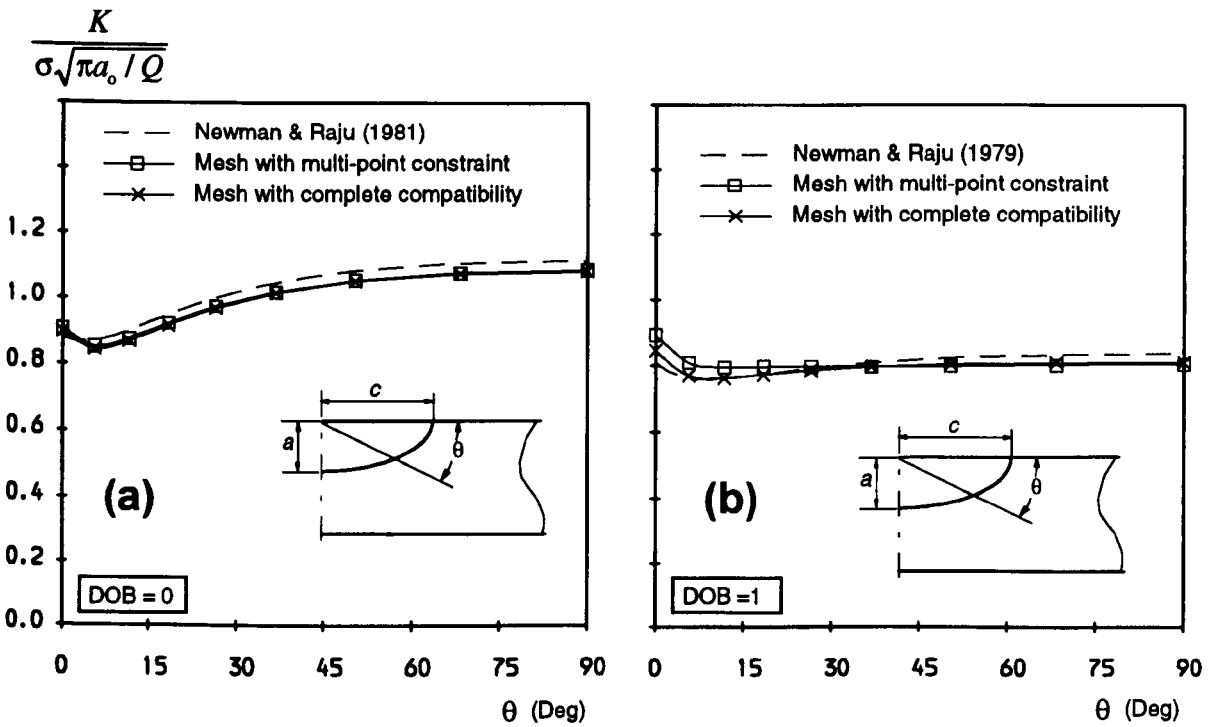 K
σ√πa₀ / Q
Newman & Raju (1981)
Mesh with multi-point constraint
Mesh with complete compatibility
1.2
1.0
0.8
0.6
0.4
0.2
0.0
c
a
θ
(a)
DOB = 0
0 15 30 45 60 75 90
θ (Deg)
Newman & Raju (1979)
Mesh with multi-point constraint
Mesh with complete compatibility
c
a
θ
(b)
DOB =1
0 15 30 45 60 75 90
θ (Deg)